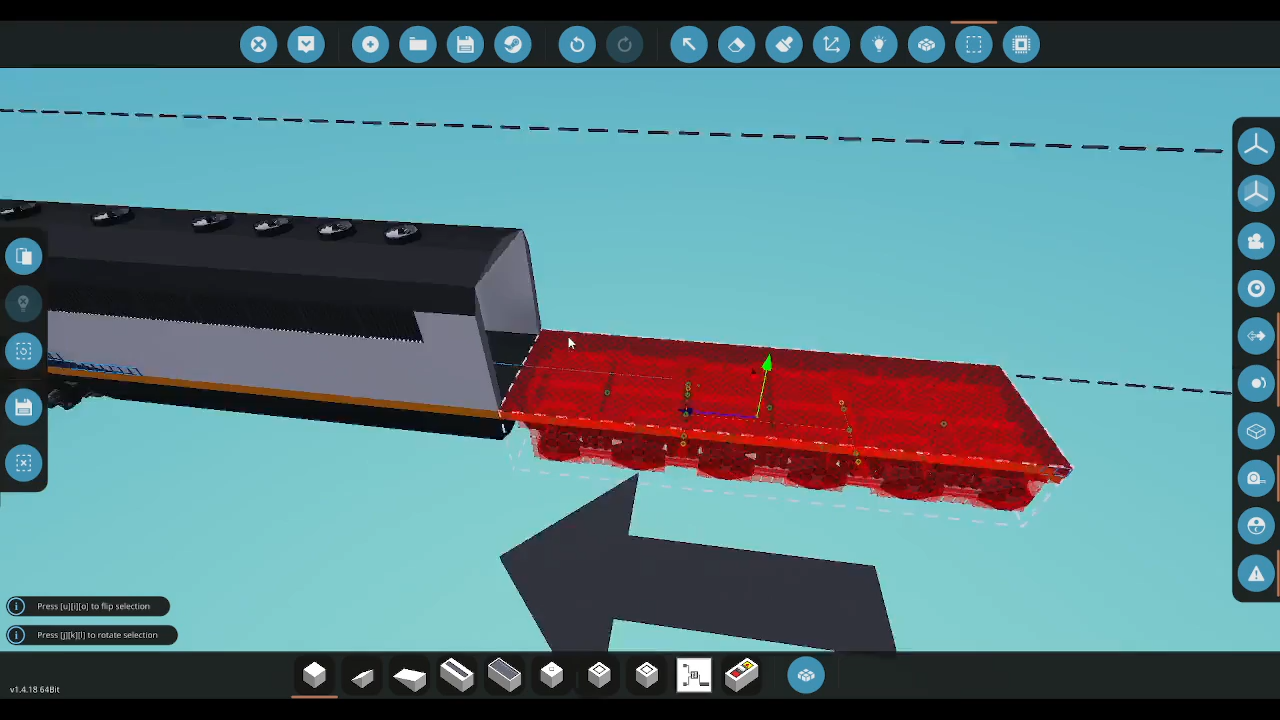 Press [u][i][o] to flip selection
Press [j][k][l] to rotate selection
v1.4.18 64Bit